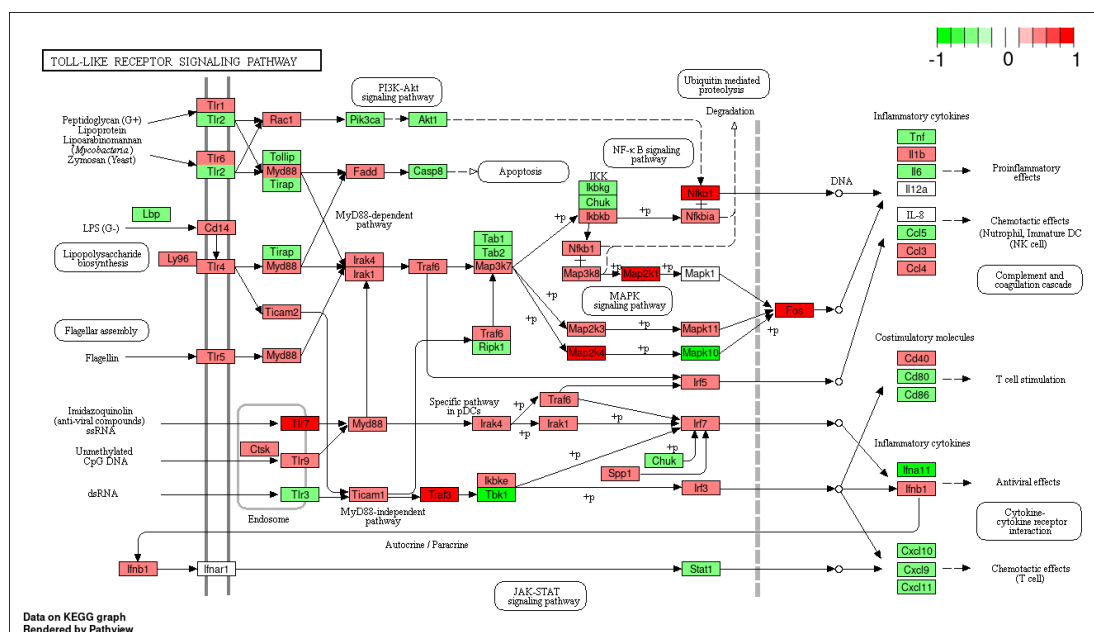 -1 0 1
TOLL-LIKE RECEPTOR SIGNALING PATHWAY
PI3K-Akt
signaling pathway
Ubiquitin mediated
proteolysis
Degradation
Tlr1
Tlr2
Rac1
Pik3ca
Akt1
Peptidoglycan (G+)
Lipoprotein
Lipoarabinomannan
(Mycobacteria)
Zymosan (Yeast)
Tlr6
Tlr2
Tollip
Myd88
Tirap
Fadd
Casp8
Apoptosis
NF-κ B signaling
pathway
IKK
Ikbkg
Chuk
Ikbkb
+p
+p
Nfkb1
Nfkbia
DNA
Inflammatory cytokines
Tnf
Il1b
Il6
Il12a
Proinflammatory
effects
IL-8
Ccl5
Ccl3
Ccl4
Chemotactic effects
(Nutrophil, Immature DC
(NK cell)
Complement and
coagulation cascade
Lbp
LPS (G-)
Cd14
MyD88-dependent
pathway
Lipopolysaccharide
biosynthesis
Ly96
Tlr4
Tirap
Myd88
Irak4
Irak1
Traf6
Tab1
Tab2
Map3k7
Nfkb1
Map3k8
+p
Map2k1
+p
Mapk1
+p
MAPK
signaling pathway
+p
+p
Fos
Ticam2
Flagellar assembly
Flagellin
Tlr5
Myd88
Traf6
Ripk1
Map2k3
+p
Mapk11
Map2k4
+p
Mapk10
+p
Irf5
Costimulatory molecules
Cd40
Cd80
Cd86
T cell stimulation
Imidazoquinolin
(anti-viral compounds)
ssRNA
Tlr7
Myd88
Specific pathway
in pDCs
Traf6
+p
Irak4
+p
Irak1
+p
Irf7
Unmethylated
CpG DNA
Ctsk
Tlr9
+p
Chuk
+p
Spp1
Inflammatory cytokines
Ifna11
Ifnb1
Antiviral effects
dsRNA
Tlr3
Ticam1
Traf3
Ikbke
Tbk1
+p
Irf3
Endosome
MyD88-independent
pathway
Cytokine-
cytokine receptor
interaction
Autocrine / Paracrine
Ifnb1
Ifnar1
Stat1
Cxcl10
Cxcl9
Cxcl11
Chemotactic effects
(T cell)
JAK-STAT
signaling pathway
Data on KEGG graph
Rendered by Pathview